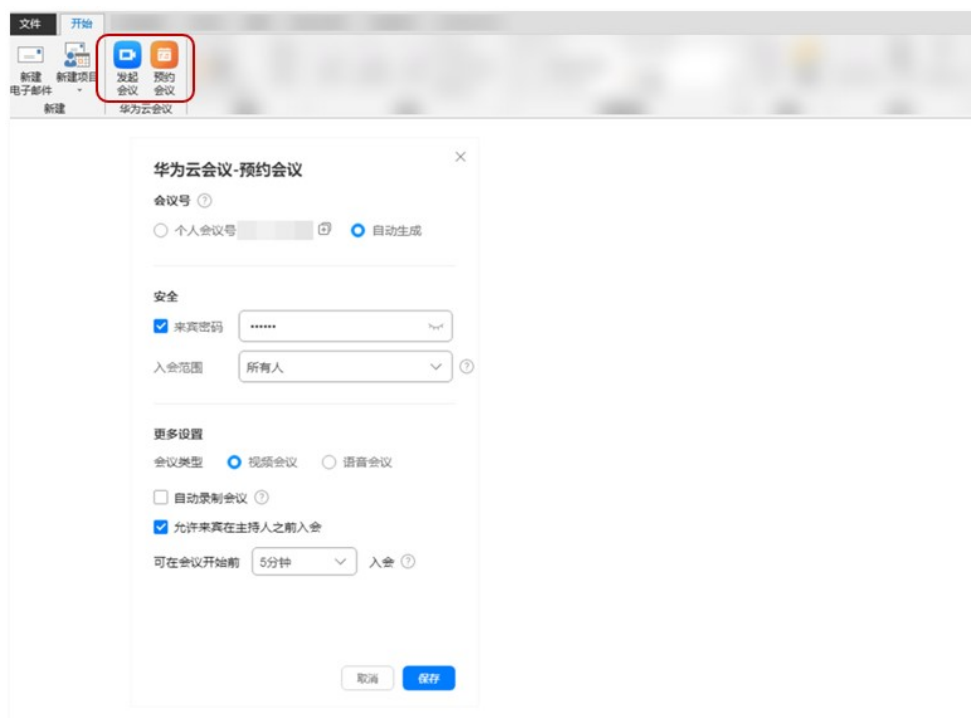 文件 开始
新建 新建项目 发起 预约
电子邮件 会议 会议
新建 华为云会议
华为云会议-预约会议
会议号
个人会议号 自动生成
安全
来宾密码 ······
入会范围 所有人
更多设置
会议类型 视频会议 语音会议
自动录制会议
允许来宾在主持人之前入会
可在会议开始前 5分钟 入会
取消 保存